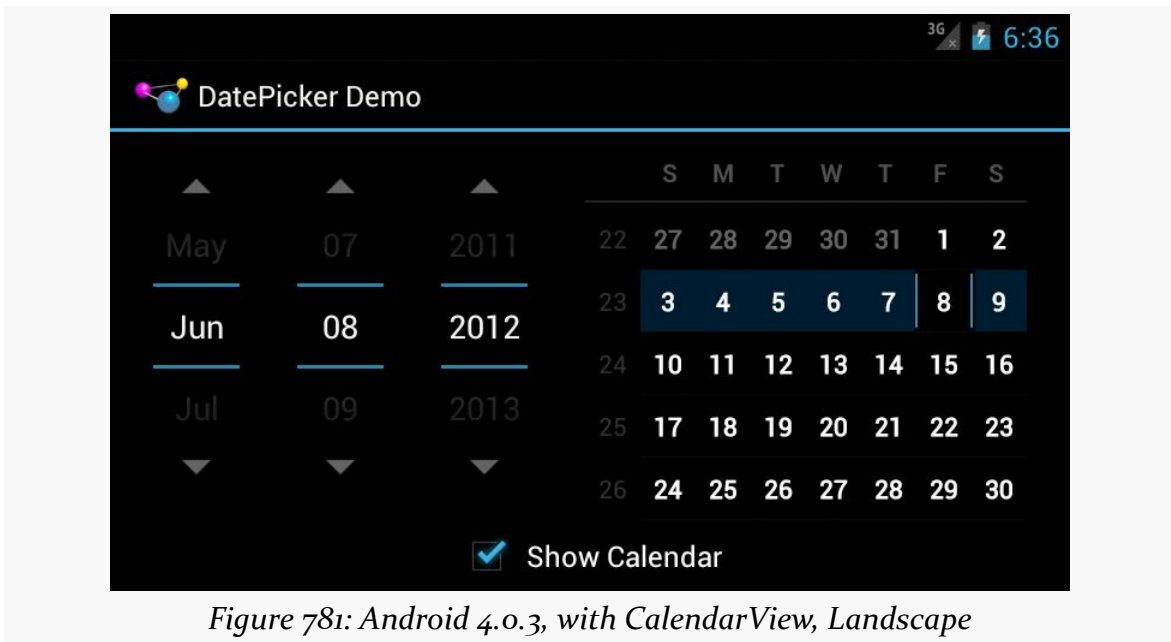 3G 6:36
DatePicker Demo
S M T W T F S
May 07 2011 22 27 28 29 30 31 1 2
23 3 4 5 6 7 8 9
Jun 08 2012
24 10 11 12 13 14 15 16
Jul 09 2013
25 17 18 19 20 21 22 23
26 24 25 26 27 28 29 30
Show Calendar
Figure 781: Android 4.0.3, with CalendarView, Landscape